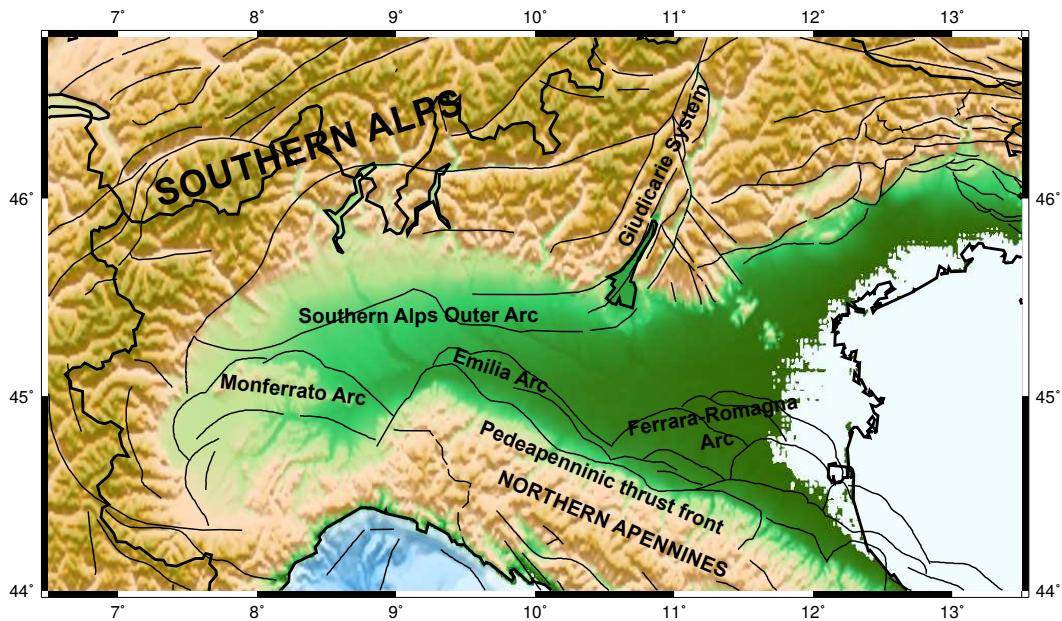 7° 8° 9° 10° 11° 12° 13°
SOUTHERN ALPS
Giudicarie System
46° 46°
Southern Alps Outer Arc
Emilia Arc
Monferrato Arc
45° 45°
Ferrara-Romagna
Arc
Pedeapenninic thrust front
NORTHERN APENNINES
44° 44°
7° 8° 9° 10° 11° 12° 13°